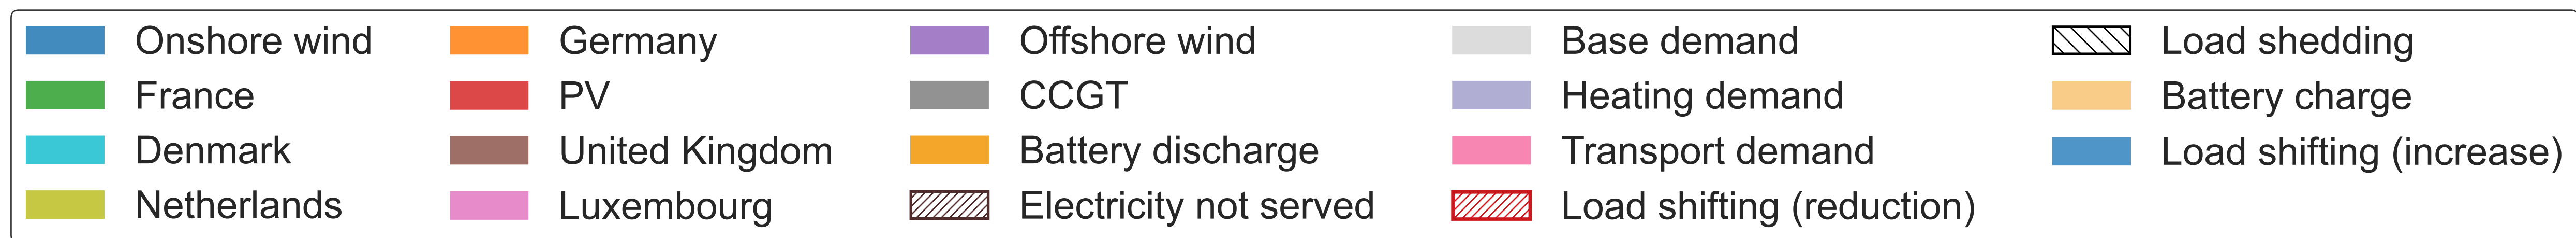 Onshore wind Germany Offshore wind Base demand Load shedding
France PV CCGT Heating demand Battery charge
Denmark United Kingdom Battery discharge Transport demand Load shifting (increase)
Netherlands Luxembourg Electricity not served Load shifting (reduction)